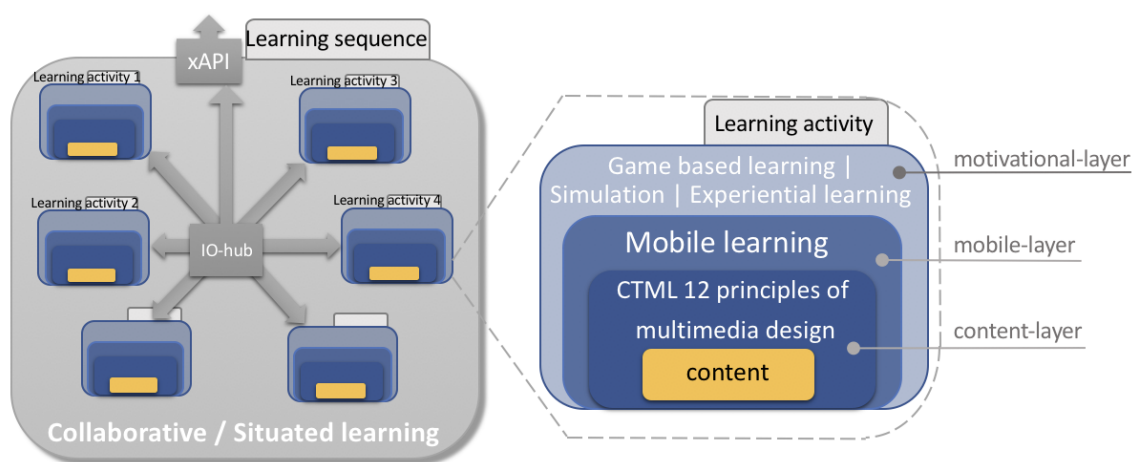 Learning sequence
xAPI
Learning activity 1
Learning activity 3
Learning activity 2
Learning activity 4
IO-hub
Collaborative / Situated learning
Learning activity
Game based learning |
Simulation | Experiential learning
Mobile learning
CTML 12 principles of
multimedia design
content
motivational-layer
mobile-layer
content-layer